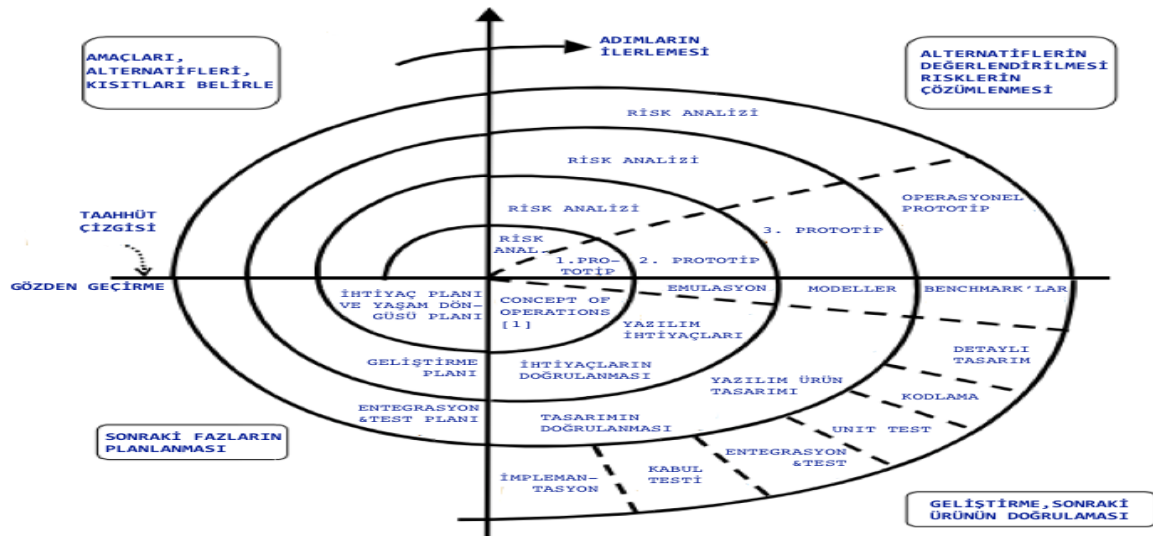 AMAÇLARI,
ALTERNATİFLERİ,
KISITLARI BELİRLE
ADIMLARIN
İLERLEMESİ
ALTERNATİFLERİN
DEĞERLENDİRİLMESİ
RISKLERİN
ÇÖZÜMLENMESİ
RİSK ANALİZİ
RİSK ANALİZİ
RİSK ANALİZİ
RİSK
ANAL.
OPERASYONEL
PROTOTİP
3. PROTOTİP
2. PROTOTİP
1.PRO-
TOTİP
TAAHHÜT
ÇİZGİSİ
GÖZDEN GEÇİRME
İHTİYAÇ PLANI
VE YAŞAM DÖN-
GÜSÜ PLANI
CONCEPT OF
OPERATIONS
[1]
EMULASYON
MODELLER
BENCHMARK'LAR
YAZILIM
İHTİYAÇLARI
GELİŞTİRME
PLANI
İHTİYAÇLARIN
DOĞRULANMASI
YAZILIM ÜRÜN
TASARIMI
DETAYLI
TASARIM
KODLAMA
ENTEGRASYON
&TEST PLANI
TASARIMIN
DOĞRULANMASI
UNIT TEST
ENTEGRASYON
&TEST
KABUL
TESTİ
İMPLEMAN-
TASYON
SONRAKİ FAZLARIN
PLANLANMASI
GELİŞTİRME,SONRAKİ
ÜRÜNÜN DOĞRULAMASI